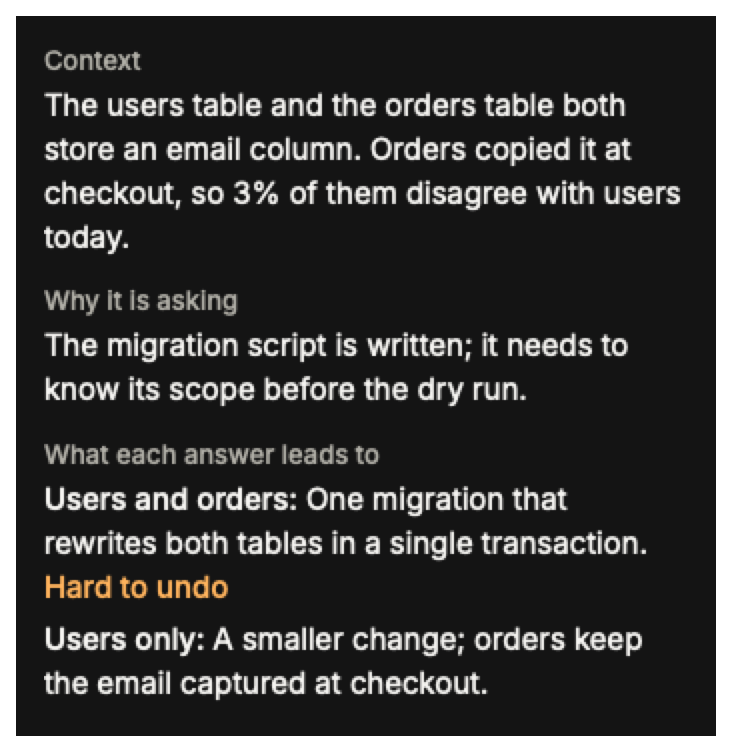 Context
The users table and the orders table both
store an email column. Orders copied it at
checkout, so 3% of them disagree with users
today.
Why it is asking
The migration script is written; it needs to
know its scope before the dry run.
What each answer leads to
Users and orders: One migration that
rewrites both tables in a single transaction.
Hard to undo
Users only: A smaller change; orders keep
the email captured at checkout.